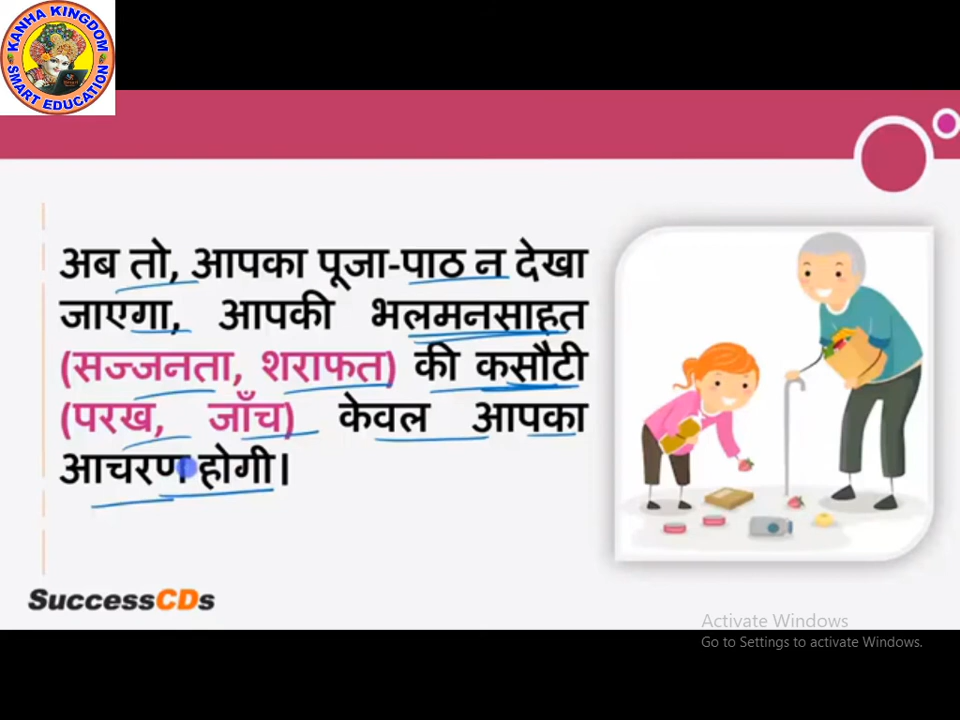 KANHA KINGDOM
SMART EDUCATION
अब तो, आपका पूजा-पाठ न देखा
जाएगा, आपकी भलमनसाहत
(सज्जनता, शराफत) की कसौटी
(परख, जाँच) केवल आपका
आचरण होगी।
SuccessCDs
Activate Windows
Go to Settings to activate Windows.